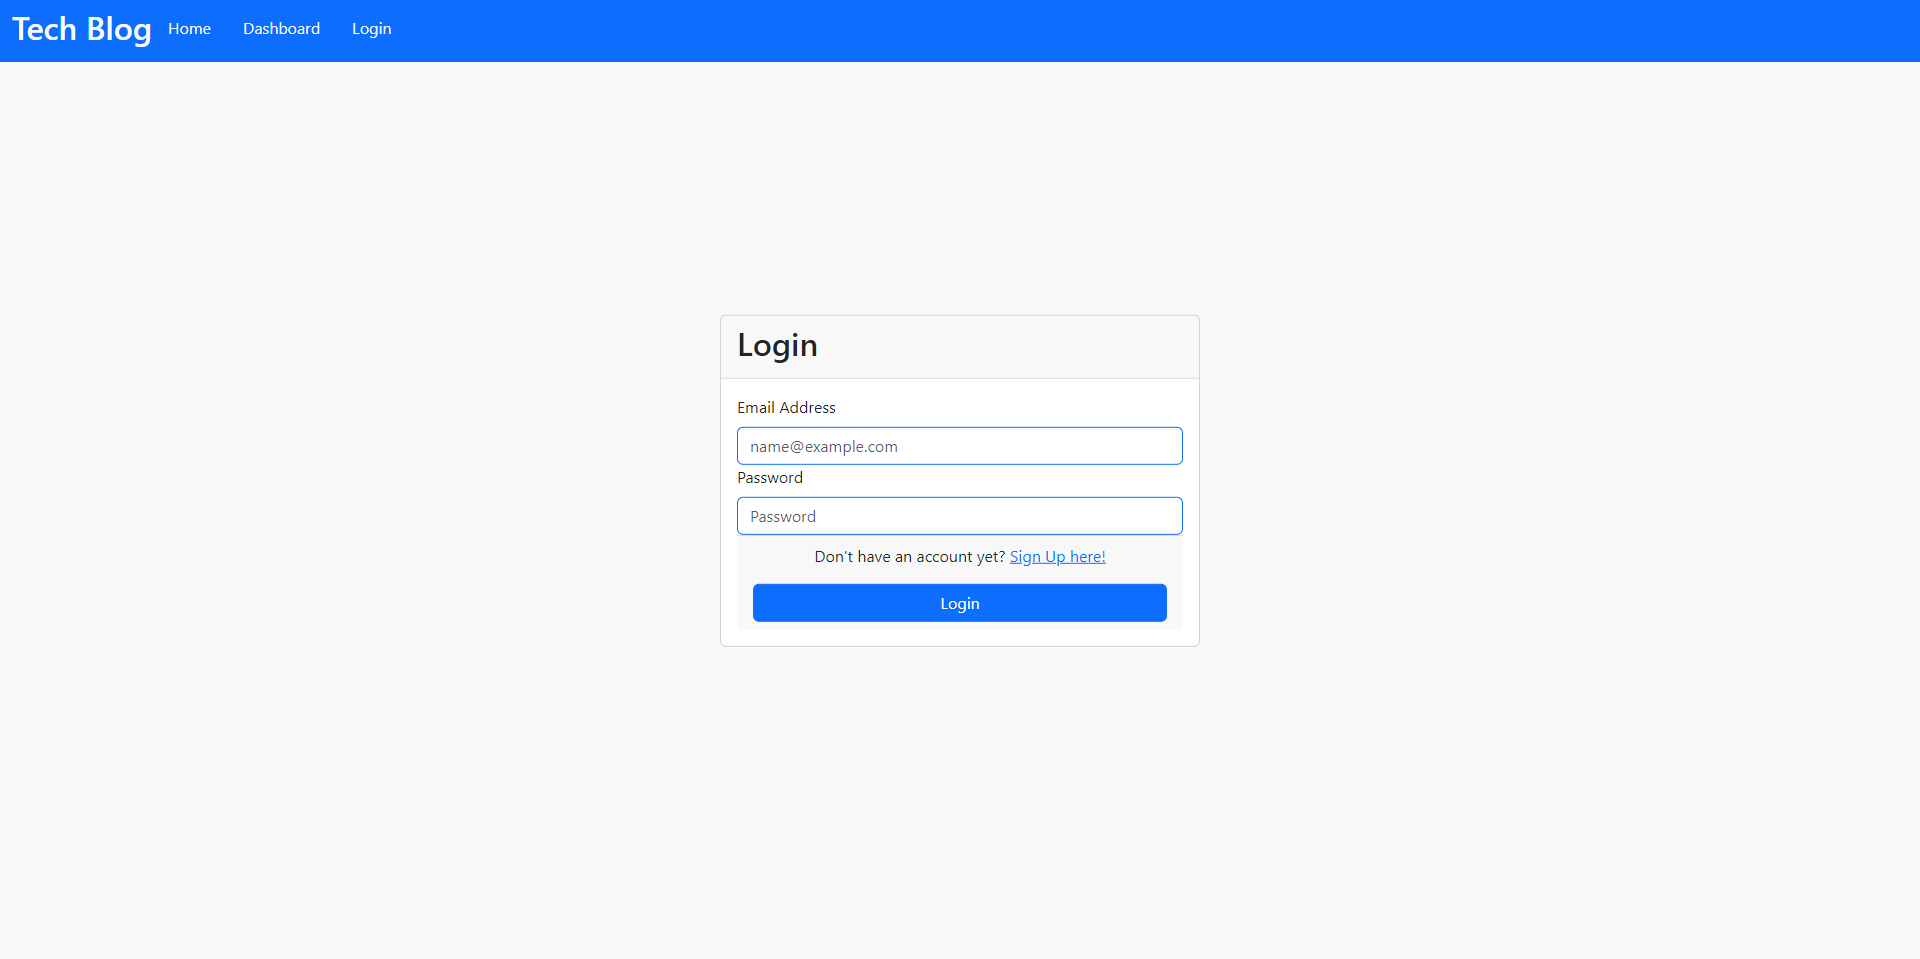 Tech Blog Home Dashboard Login
Login
Email Address
name@example.com
Password
Password
Don't have an account yet? Sign Up here!
Login